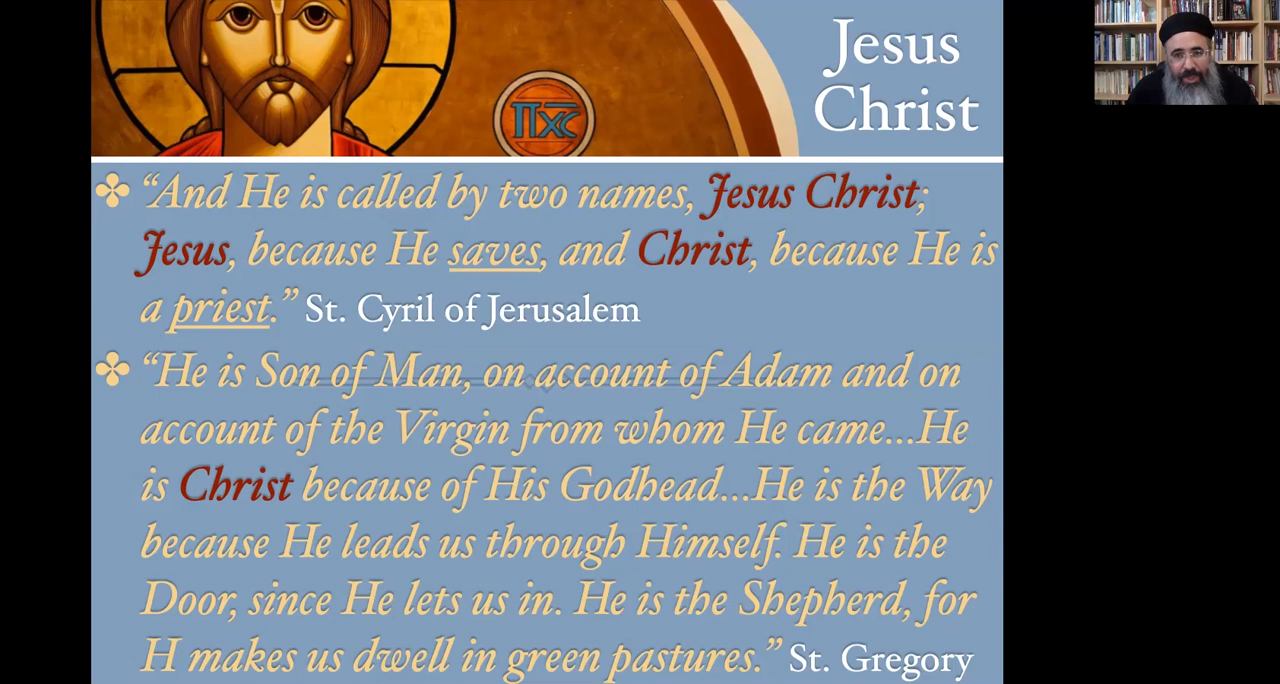 Jesus
Christ
Ⲡⲭ̅ⲥ
“And He is called by two names, Jesus Christ;
Jesus, because He saves, and Christ, because He is
a priest.” St. Cyril of Jerusalem
“He is Son of Man, on account of Adam and on
account of the Virgin from whom He came...He
is Christ because of His Godhead...He is the Way
because He leads us through Himself. He is the
Door, since He lets us in. He is the Shepherd, for
H makes us dwell in green pastures.” St. Gregory